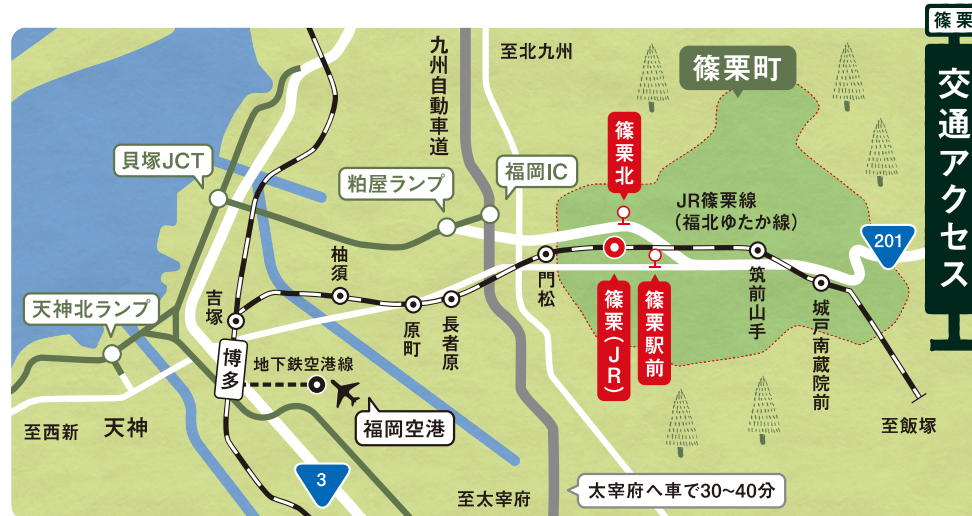 篠栗
交通アクセス
九州自動車道
至北九州
篠栗町
貝塚JCT
粕屋ランプ
福岡IC
篠栗北
JR篠栗線
(福北ゆたか線)
201
天神北ランプ
吉塚
柚須
原町
長者原
門松
篠栗(JR)
篠栗駅前
筑前山手
城戸南蔵院前
博多
地下鉄空港線
福岡空港
至西新
天神
至飯塚
3
至太宰府
太宰府へ車で30~40分